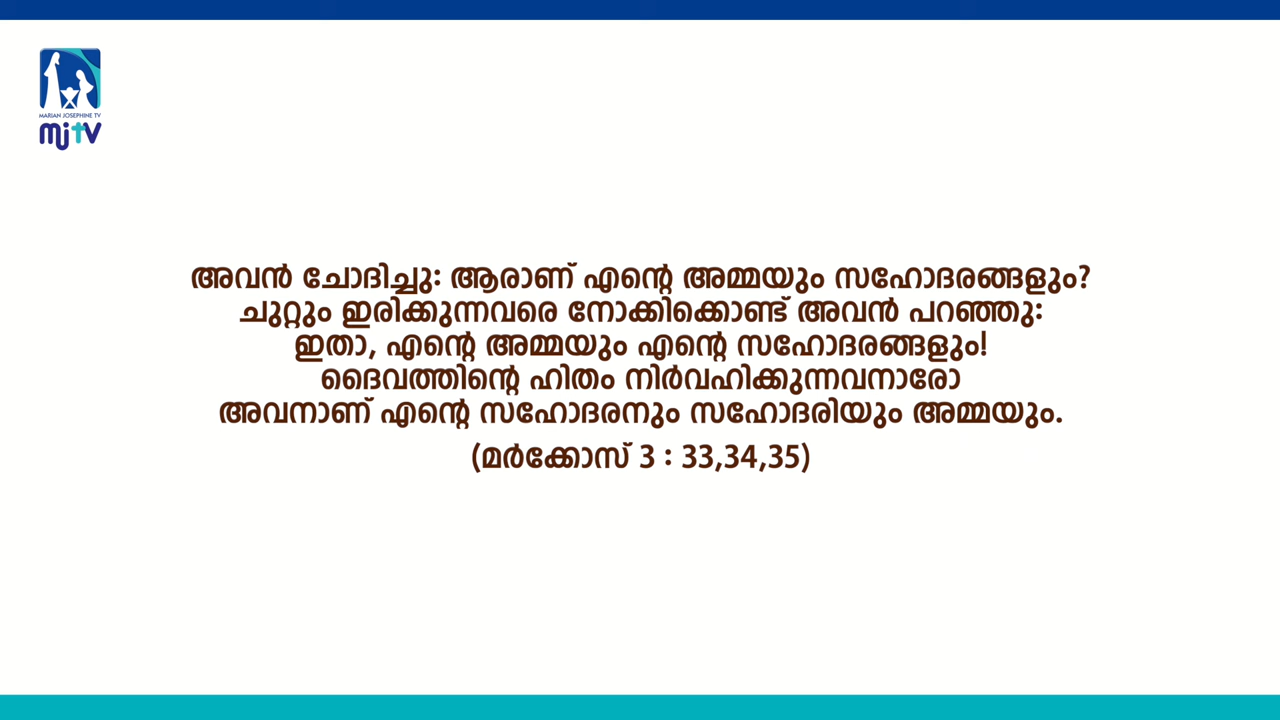 MARIAN JOSEPHINE TV
mjtv
അവൻ ചോദിച്ചു: ആരാണ് എന്റെ അമ്മയും സഹോദരങ്ങളും?
ചുറ്റും ഇരിക്കുന്നവരെ നോക്കിക്കൊണ്ട് അവൻ പറഞ്ഞു:
ഇതാ, എന്റെ അമ്മയും എന്റെ സഹോദരങ്ങളും!
ദൈവത്തിന്റെ ഹിതം നിർവഹിക്കുന്നവനാരോ
അവനാണ് എന്റെ സഹോദരനും സഹോദരിയും അമ്മയും.
(മർക്കോസ് 3 : 33,34,35)